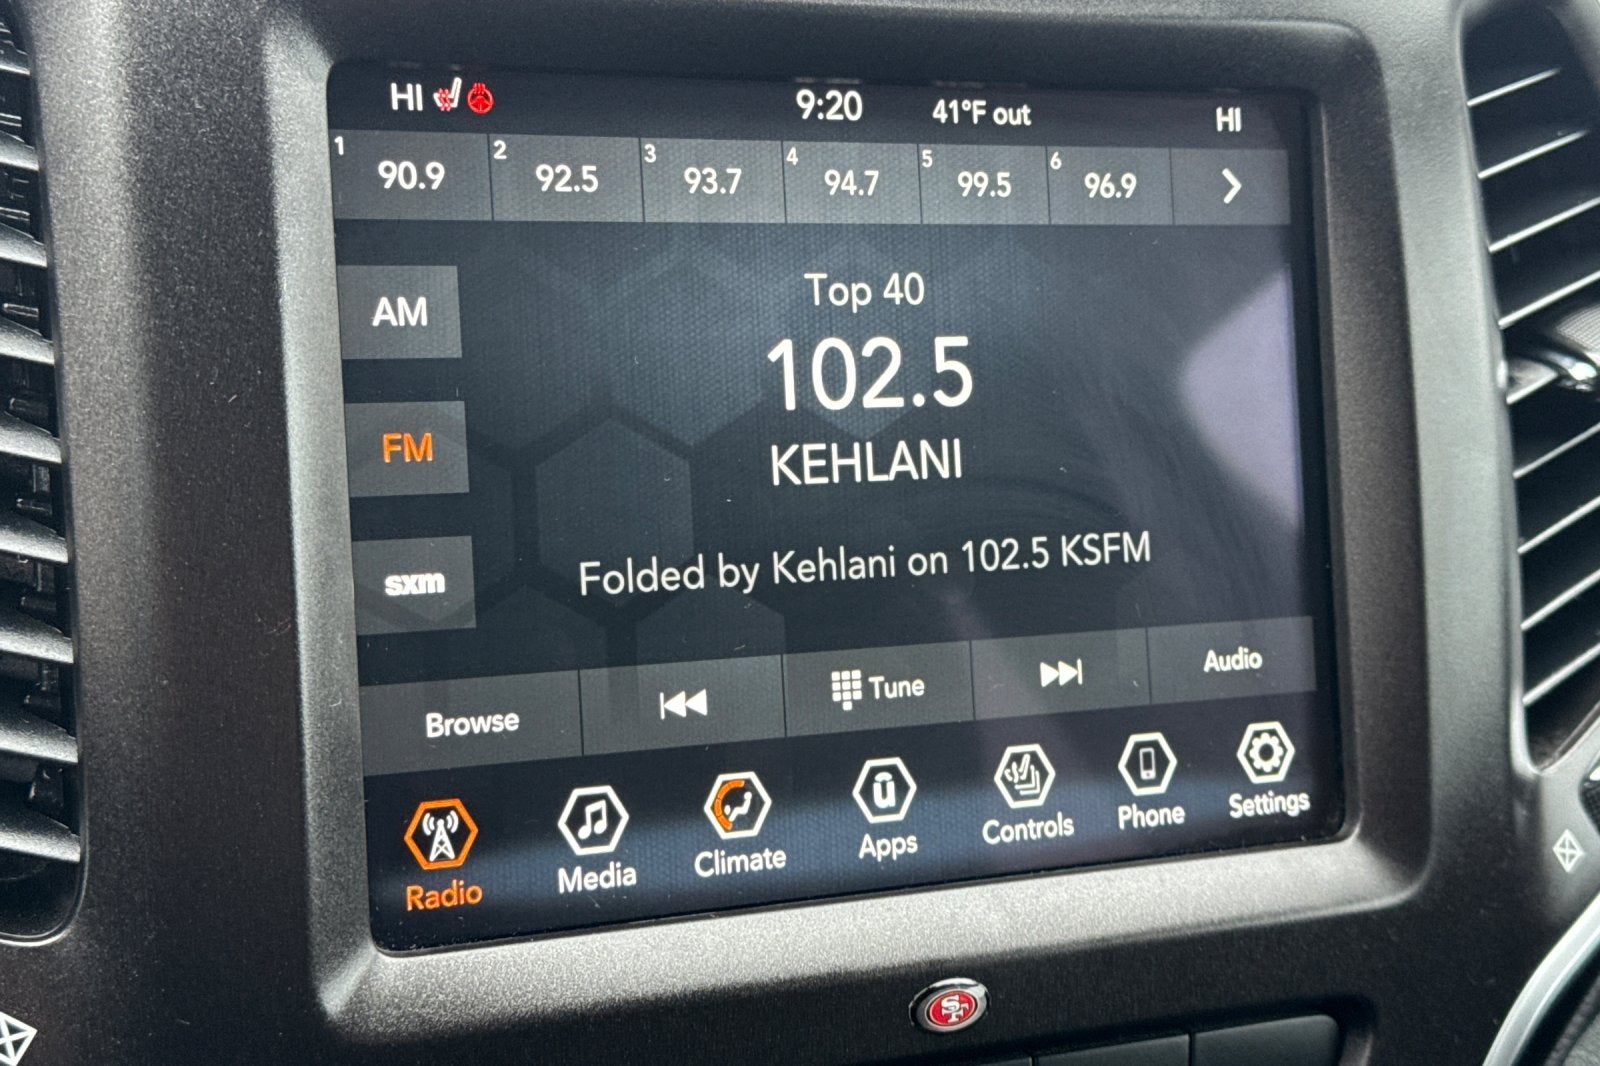 HI 9:20 41°F out HI
1 90.9 2 92.5 3 93.7 4 94.7 5 99.5 6 96.9
Top 40
AM
102.5
FM
KEHLANI
Folded by Kehlani on 102.5 KSFM
sxm
Browse Tune Audio
ū
Radio Media Climate Apps Controls Phone Settings
SF